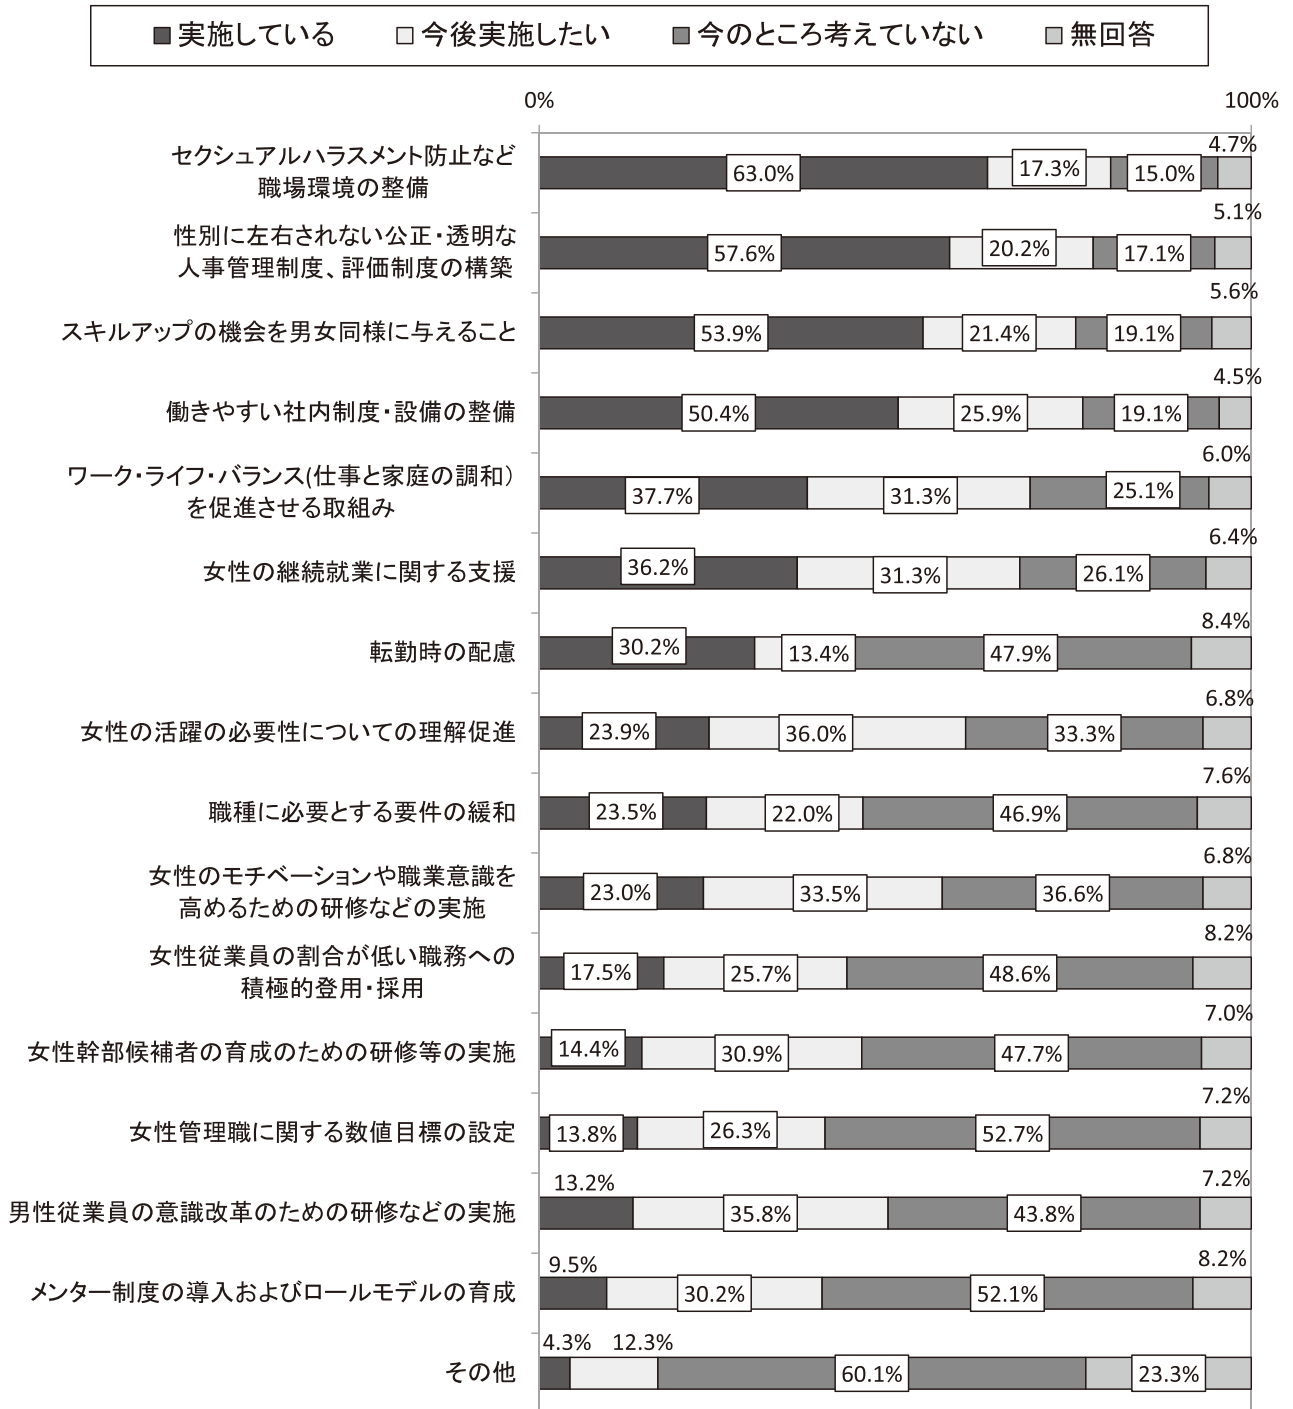 実施している 今後実施したい 今のところ考えていない 無回答
0% 100%
セクシュアルハラスメント防止など
職場環境の整備
63.0% 17.3% 15.0% 4.7%
性別に左右されない公正・透明な
人事管理制度、評価制度の構築
57.6% 20.2% 17.1% 5.1%
スキルアップの機会を男女同様に与えること
53.9% 21.4% 19.1% 5.6%
働きやすい社内制度・設備の整備
50.4% 25.9% 19.1% 4.5%
ワーク・ライフ・バランス(仕事と家庭の調和)
を促進させる取組み
37.7% 31.3% 25.1% 6.0%
女性の継続就業に関する支援
36.2% 31.3% 26.1% 6.4%
転勤時の配慮
30.2% 13.4% 47.9% 8.4%
女性の活躍の必要性についての理解促進
23.9% 36.0% 33.3% 6.8%
職種に必要とする要件の緩和
23.5% 22.0% 46.9% 7.6%
女性のモチベーションや職業意識を
高めるための研修などの実施
23.0% 33.5% 36.6% 6.8%
女性従業員の割合が低い職務への
積極的登用・採用
17.5% 25.7% 48.6% 8.2%
女性幹部候補者の育成のための研修等の実施
14.4% 30.9% 47.7% 7.0%
女性管理職に関する数値目標の設定
13.8% 26.3% 52.7% 7.2%
男性従業員の意識改革のための研修などの実施
13.2% 35.8% 43.8% 7.2%
メンター制度の導入およびロールモデルの育成
9.5% 30.2% 52.1% 8.2%
その他
4.3% 12.3% 60.1% 23.3%